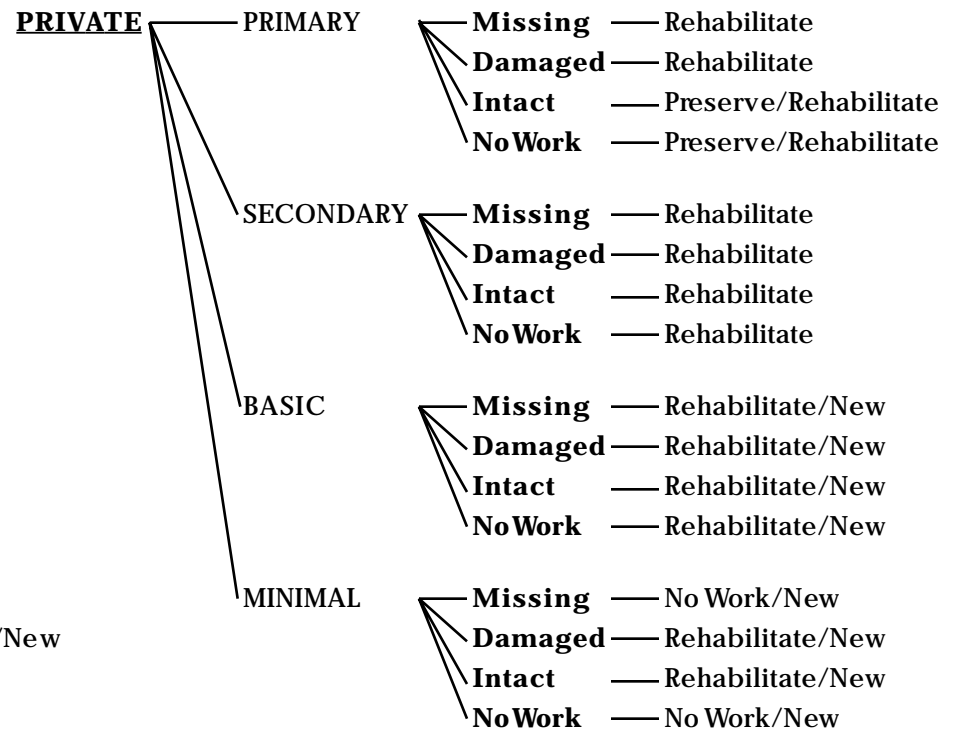 PRIVATE PRIMARY Missing Rehabilitate
Damaged Rehabilitate
Intact Preserve/Rehabilitate
No Work Preserve/Rehabilitate
SECONDARY Missing Rehabilitate
Damaged Rehabilitate
Intact Rehabilitate
No Work Rehabilitate
BASIC Missing Rehabilitate/New
Damaged Rehabilitate/New
Intact Rehabilitate/New
No Work Rehabilitate/New
MINIMAL Missing No Work/New
/New Damaged Rehabilitate/New
Intact Rehabilitate/New
No Work No Work/New